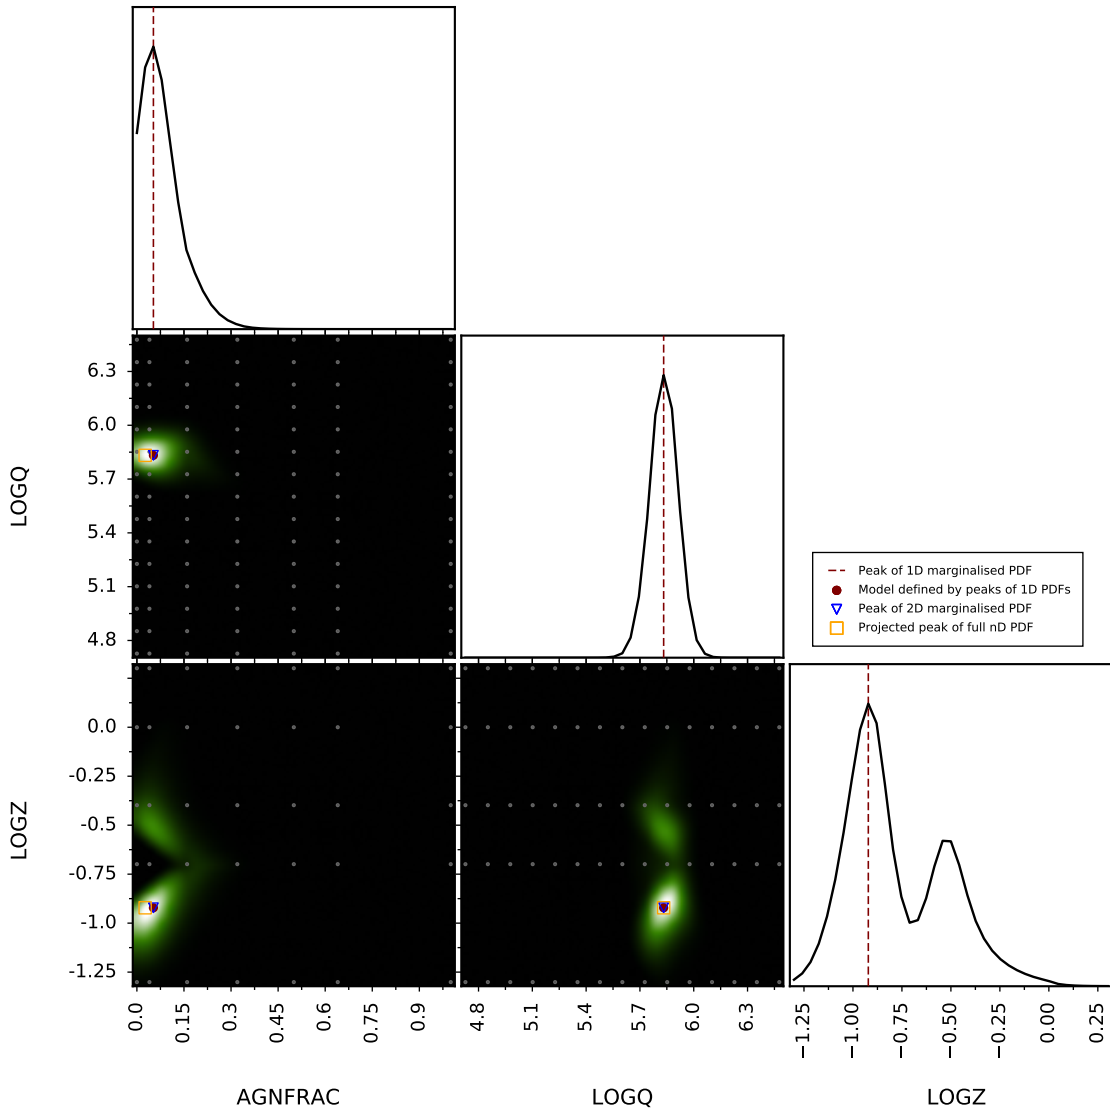 6.3
6.0
5.7
5.4
5.1
4.8
LOGQ
Peak of 1D marginalised PDF
Model defined by peaks of 1D PDFs
Peak of 2D marginalised PDF
Projected peak of full nD PDF
0.0
-0.25
-0.5
-0.75
-1.0
-1.25
LOGZ
0.0 0.15 0.3 0.45 0.6 0.75 0.9
4.8 5.1 5.4 5.7 6.0 6.3
−1.25 −1.00 −0.75 −0.50 −0.25 0.00 0.25
AGNFRAC LOGQ LOGZ